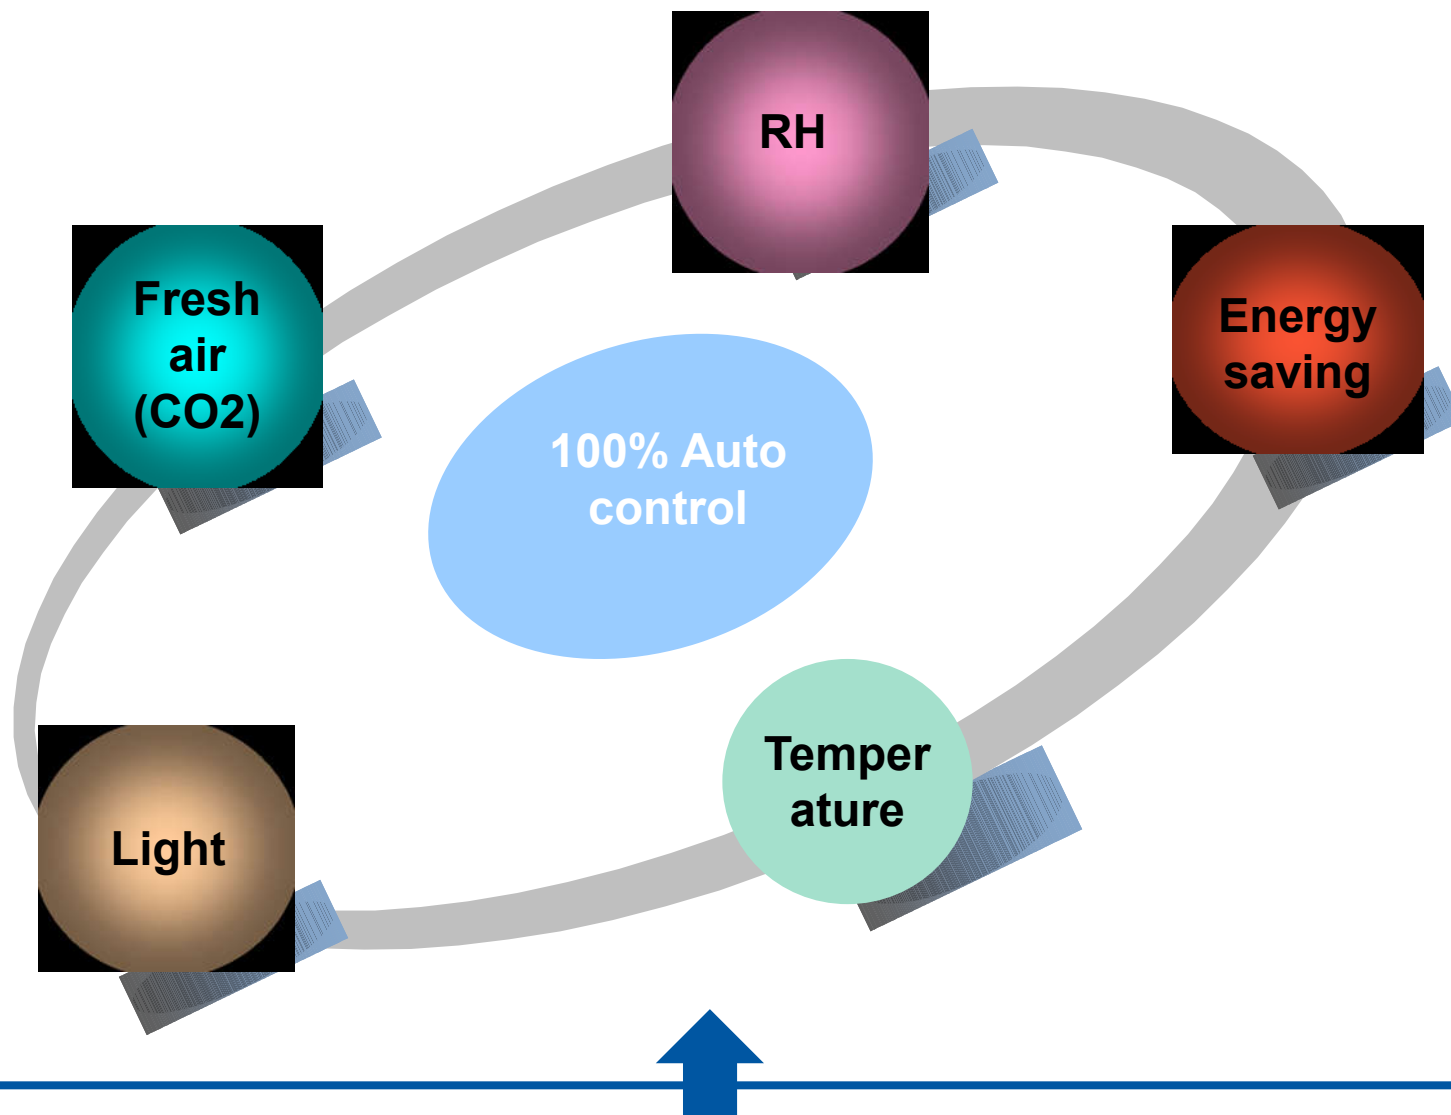 RH
Fresh
air
(CO2)
Energy
saving
100% Auto
control
Temper
ature
Light